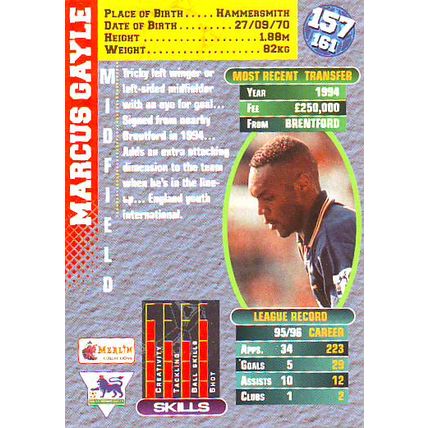 MARCUS GAYLE
MIDFIELD
PLACE OF BIRTH..... HAMMERSMITH
DATE OF BIRTH......... 27/09/70
HEIGHT .................... 1.88M
WEIGHT.................... 82KG
157
161
Tricky left winger or
left-sided midfielder
with an eye for goal...
Signed from nearby
Brentford in 1994...
Adds an extra attacking
dimension to the team
when he's in the line-
up... England youth
international.
MOST RECENT TRANSFER
YEAR 1994
FEE £250,000
FROM BRENTFORD
LEAGUE RECORD
95/96 CAREER
APPS. 34 223
GOALS 5 29
ASSISTS 10 12
CLUBS 1 2
MERLIN
COLLECTIONS
CREATIVITY
TACKLING
BALL SKILLS
SHOT
SKILLS